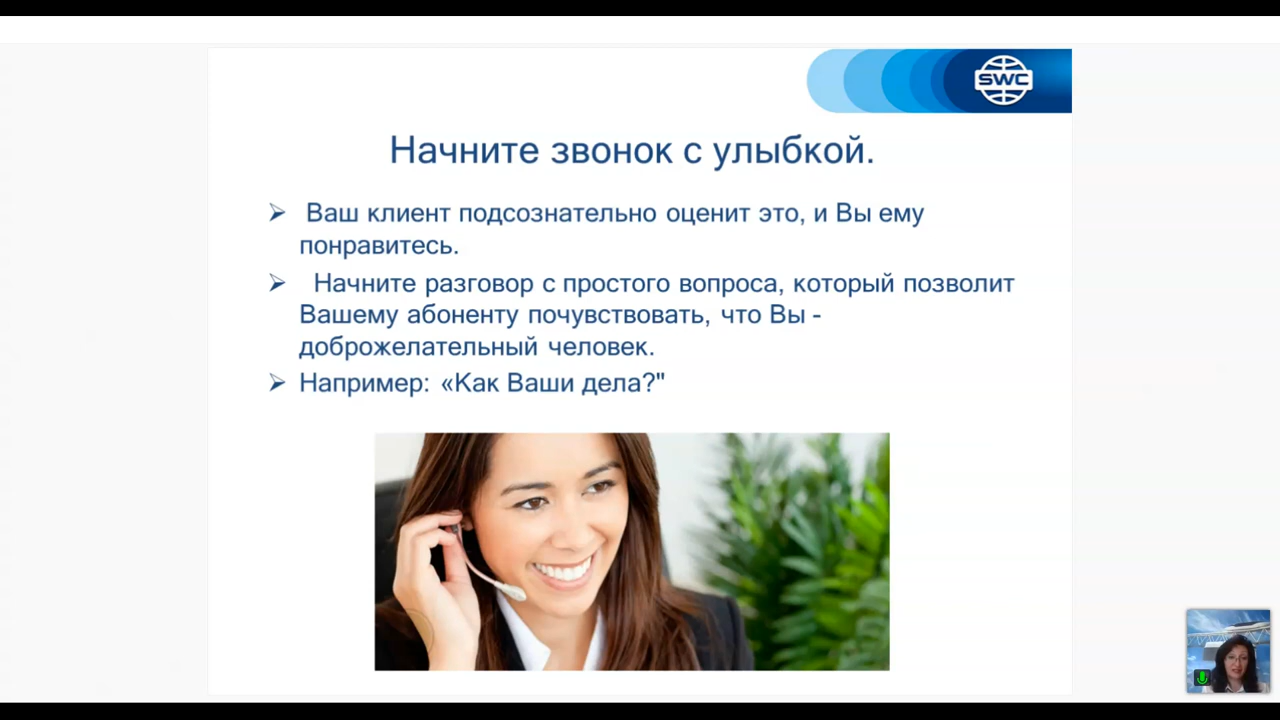 SWC
Начните звонок с улыбкой.
➢ Ваш клиент подсознательно оценит это, и Вы ему
понравитесь.
➢ Начните разговор с простого вопроса, который позволит
Вашему абоненту почувствовать, что Вы -
доброжелательный человек.
➢ Например: «Как Ваши дела?"